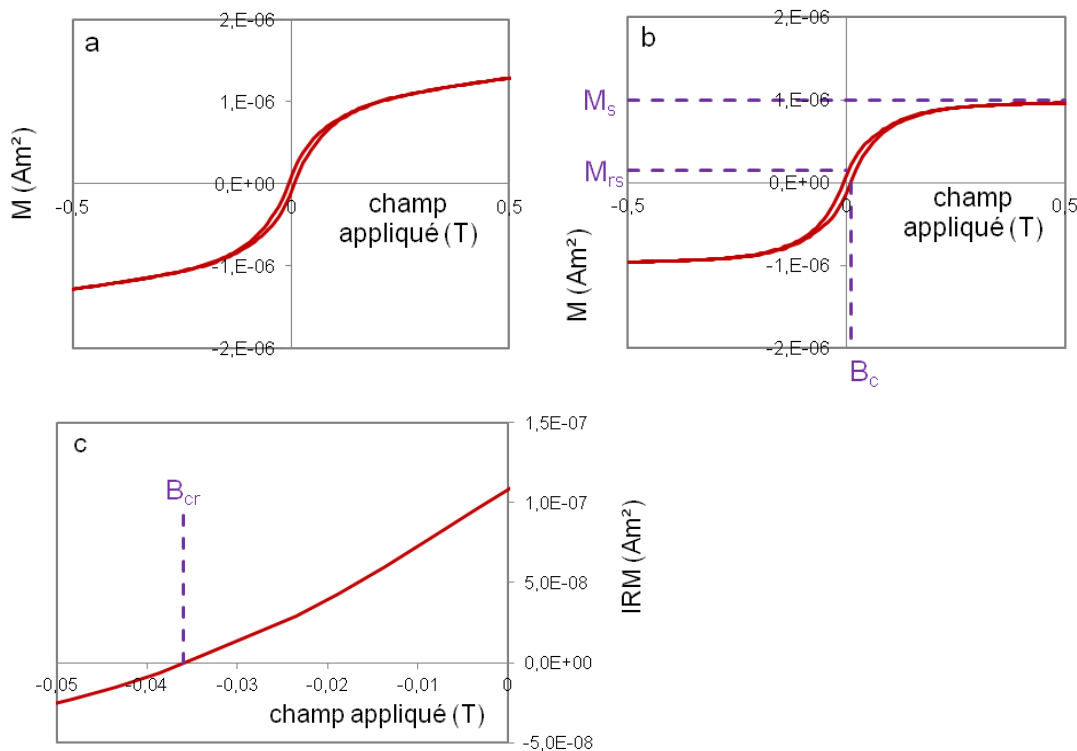 a
2,E-06
1,E-06
0,E+00
-1,E-06
-2,E-06
-0,5
0
0,5
champ
appliqué (T)
M (Am²)
b
2,E-06
1,E-06
0,E+00
-1,E-06
-2,E-06
-0,5
0
0,5
champ
appliqué (T)
M (Am²)
Ms
Mrs
Bc
c
Bcr
1,5E-07
1,0E-07
5,0E-08
0,0E+00
-5,0E-08
-0,05
-0,04
-0,03
-0,02
-0,01
0
champ appliqué (T)
IRM (Am²)